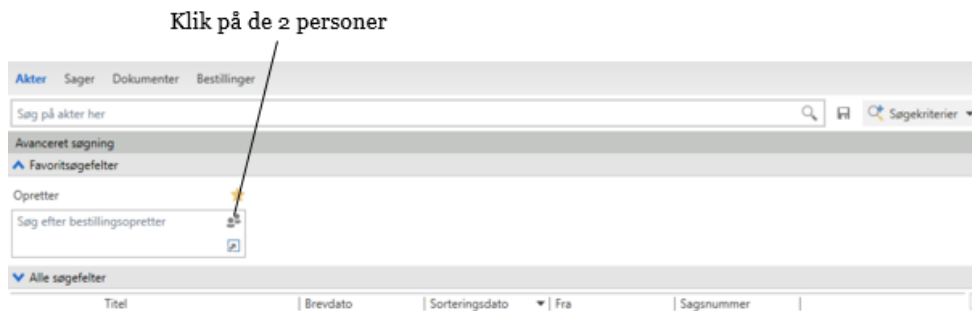 Klik på de 2 personer
Akter Sager Dokumenter Bestillinger
Søg på akter her
Søgekriterier
Avanceret søgning
Favoritsøgefelter
Opretter
Søg efter bestillingsopretter
Alle søgefelter
Titel Brevdato Sorteringsdato Fra Sagsnummer